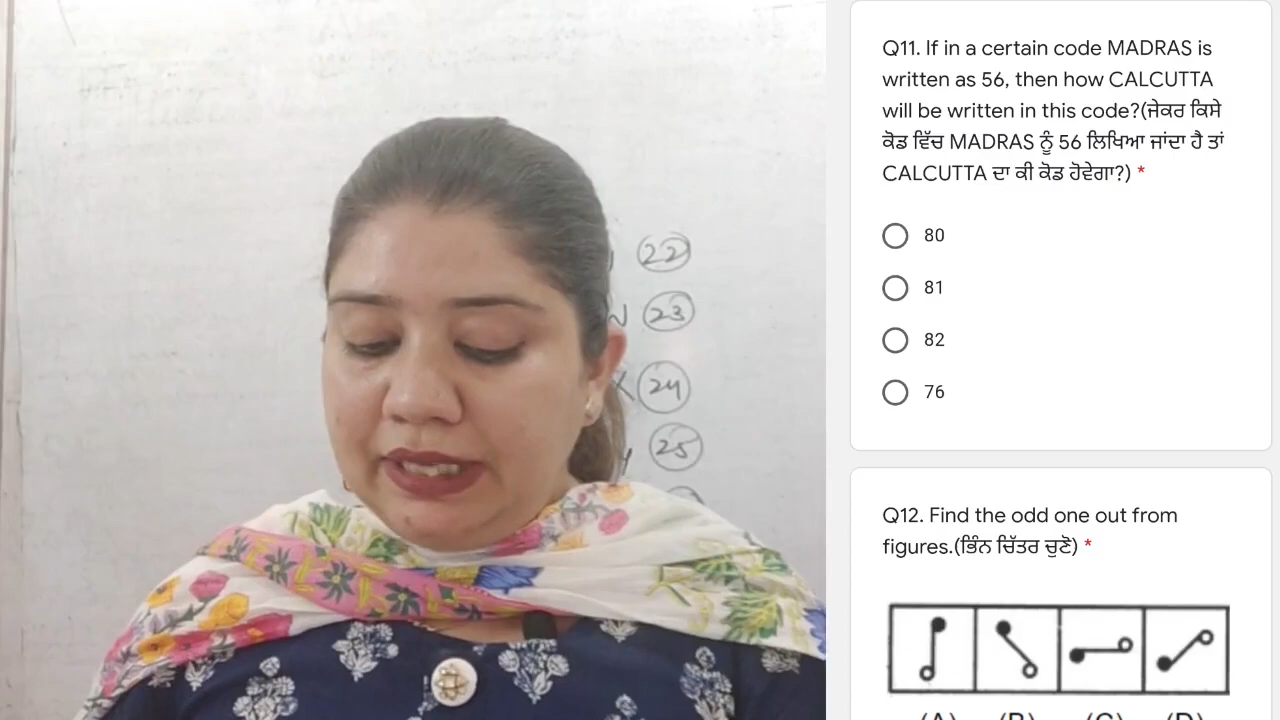 22
N 23
X 24
25
Q11. If in a certain code MADRAS is
written as 56, then how CALCUTTA
will be written in this code?(ਜੇਕਰ ਕਿਸੇ
ਕੋਡ ਵਿੱਚ MADRAS ਨੂੰ 56 ਲਿਖਿਆ ਜਾਂਦਾ ਹੈ ਤਾਂ
CALCUTTA ਦਾ ਕੀ ਕੋਡ ਹੋਵੇਗਾ?) *
80
81
82
76
Q12. Find the odd one out from
figures.(ਭਿੰਨ ਚਿੱਤਰ ਚੁਣੋ) *
(A) (B) (C) (D)